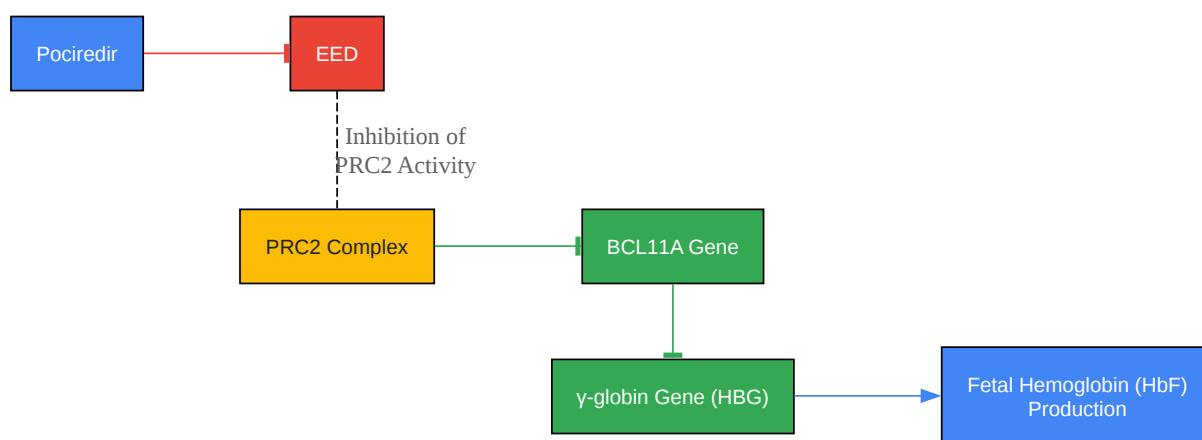 Pociredir
EED
Inhibition of
PRC2 Activity
PRC2 Complex
BCL11A Gene
γ-globin Gene (HBG)
Fetal Hemoglobin (HbF)
Production